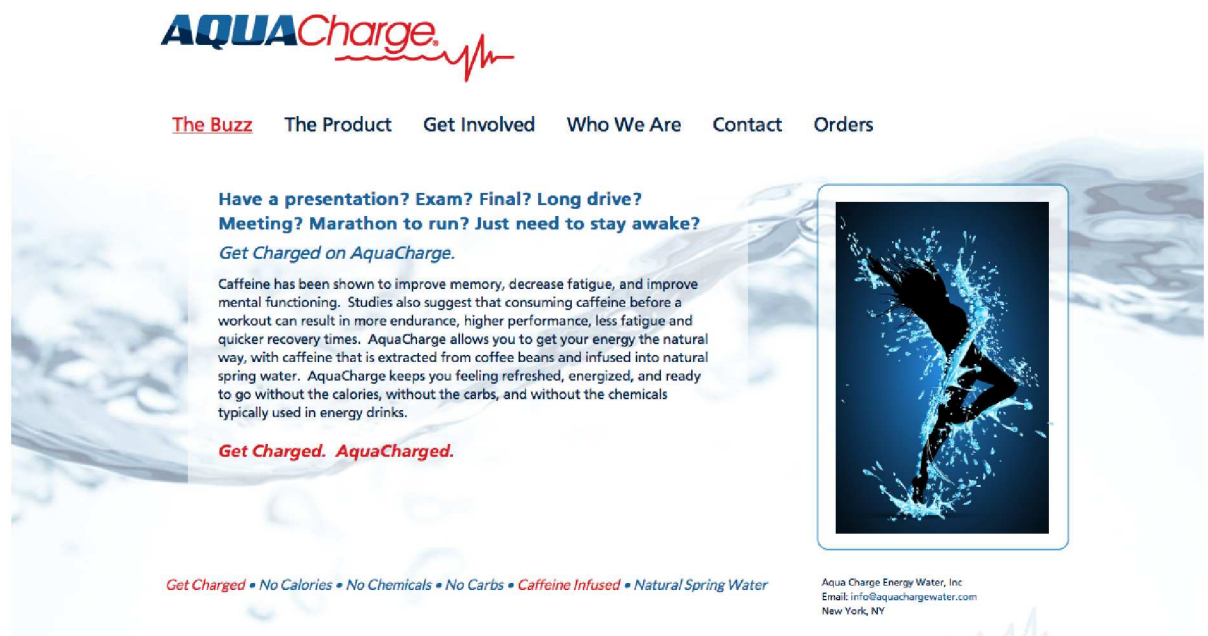 AQUACharge®
The Buzz The Product Get Involved Who We Are Contact Orders
Have a presentation? Exam? Final? Long drive?
Meeting? Marathon to run? Just need to stay awake?
Get Charged on AquaCharge.
Caffeine has been shown to improve memory, decrease fatigue, and improve
mental functioning. Studies also suggest that consuming caffeine before a
workout can result in more endurance, higher performance, less fatigue and
quicker recovery times. AquaCharge allows you to get your energy the natural
way, with caffeine that is extracted from coffee beans and infused into natural
spring water. AquaCharge keeps you feeling refreshed, energized, and ready
to go without the calories, without the carbs, and without the chemicals
typically used in energy drinks.
Get Charged. AquaCharged.
Get Charged • No Calories • No Chemicals • No Carbs • Caffeine Infused • Natural Spring Water
Aqua Charge Energy Water, Inc
Email: info@aquachargewater.com
New York, NY